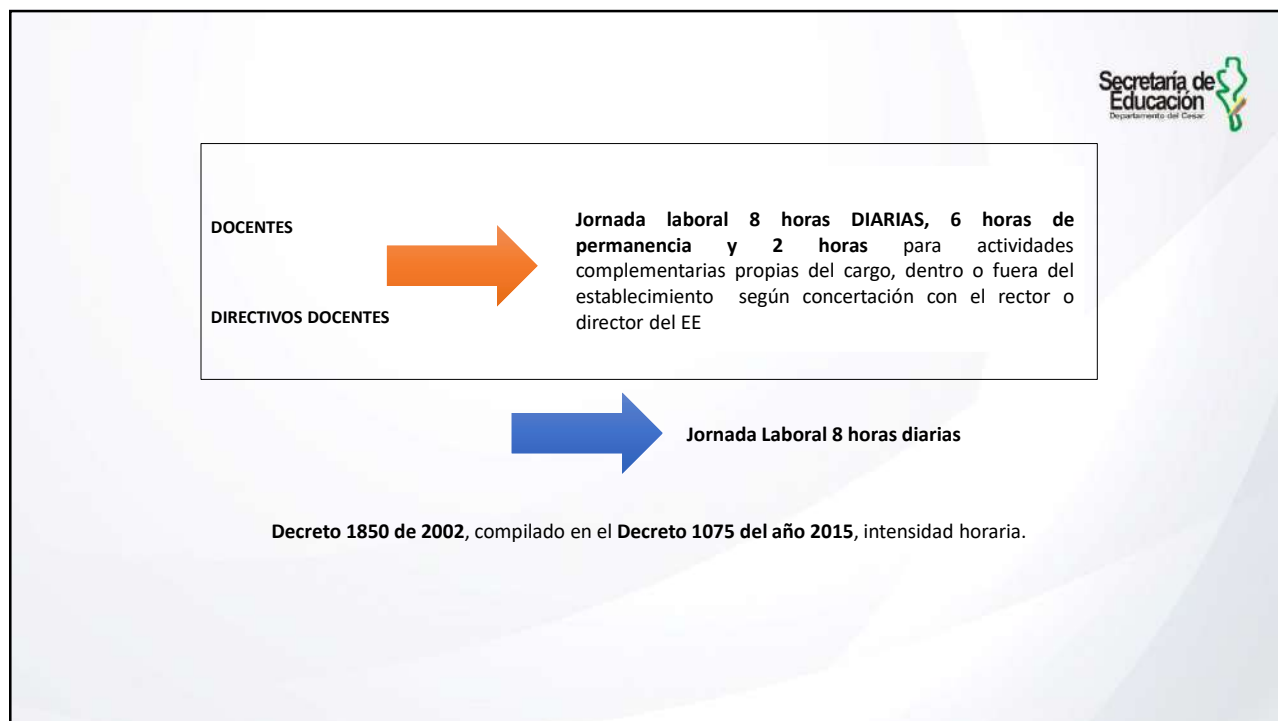 Secretaría de
Educación
Departamento del Cesar
DOCENTES
DIRECTIVOS DOCENTES
Jornada laboral 8 horas DIARIAS, 6 horas de
permanencia y 2 horas para actividades
complementarias propias del cargo, dentro o fuera del
establecimiento según concertación con el rector o
director del EE
Jornada Laboral 8 horas diarias
Decreto 1850 de 2002, compilado en el Decreto 1075 del año 2015, intensidad horaria.